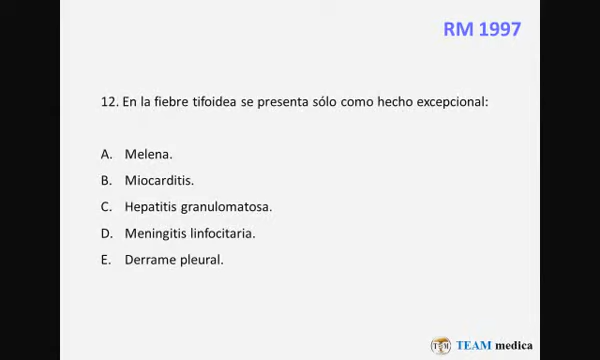 RM 1997
12. En la fiebre tifoidea se presenta sólo como hecho excepcional:
A. Melena.
B. Miocarditis.
C. Hepatitis granulomatosa.
D. Meningitis linfocitaria.
E. Derrame pleural.
TEAM medica